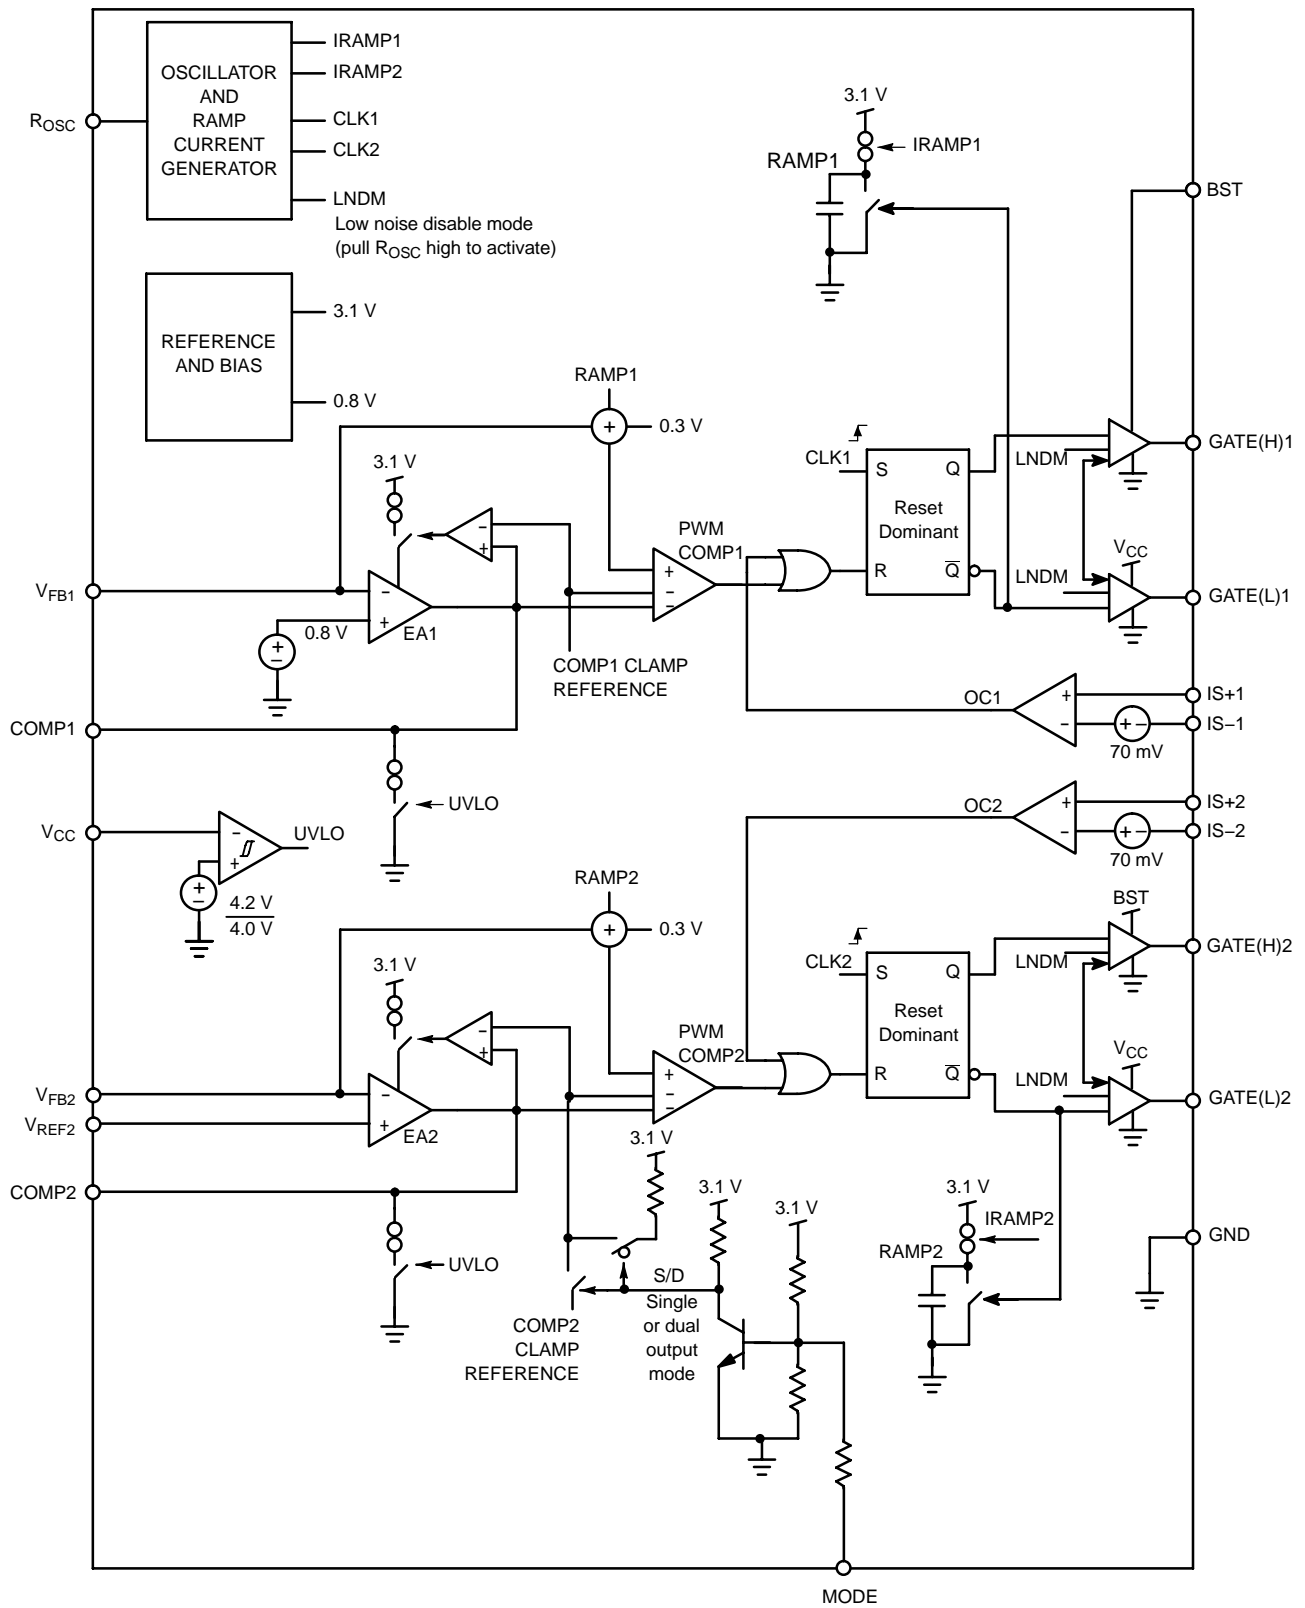 OSCILLATOR
AND
RAMP
CURRENT
GENERATOR
IRAMP1
IRAMP2
CLK1
CLK2
LNDM
Low noise disable mode
(pull ROSC high to activate)
ROSC
3.1 V
IRAMP1
RAMP1
BST
REFERENCE
AND BIAS
3.1 V
0.8 V
RAMP1
+
0.3 V
3.1 V
−
+
CLK1
S
Q
Reset
Dominant
R
Q
LNDM
GATE(H)1
PWM
COMP1
+
−
−
VCC
LNDM
GATE(L)1
VFB1
−
+
EA1
0.8 V
+
−
COMP1 CLAMP
REFERENCE
OC1
+
−
+ −
70 mV
IS+1
IS−1
COMP1
UVLO
OC2
+
−
+ −
70 mV
IS+2
IS−2
VCC
−
+
UVLO
+
−
4.2 V
4.0 V
RAMP2
+
0.3 V
3.1 V
−
+
CLK2
S
Q
Reset
Dominant
R
Q
BST
LNDM
GATE(H)2
PWM
COMP2
+
−
−
VCC
LNDM
GATE(L)2
VFB2
VREF2
−
+
EA2
COMP2
UVLO
3.1 V
3.1 V
3.1 V
S/D
Single
or dual
output
mode
COMP2
CLAMP
REFERENCE
3.1 V
IRAMP2
RAMP2
GND
MODE